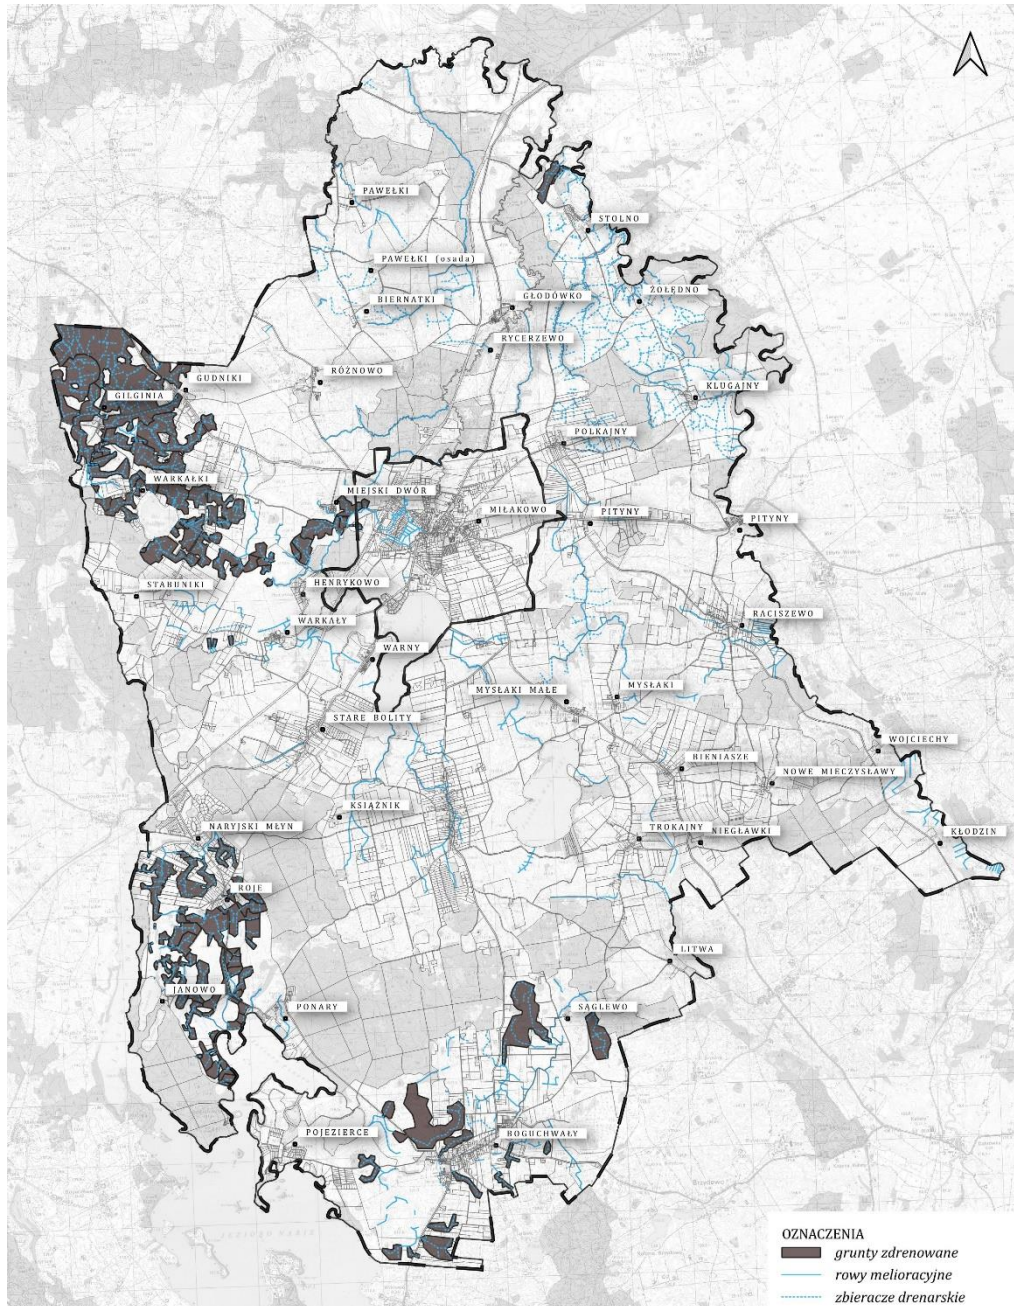 PAWEŁKI
STOLNO
PAWEŁKI (osada)
BIERNATKI
GŁODÓWKO
ŻOŁĘDNO
RYCERZEWO
GUDNIKI
RÓŻNOWO
GILGINIA
KLUGAJNY
POLKAJNY
WARKAŁKI
MIEJSKI DWÓR
MIŁAKOWO
PITYNY
PITYNY
STABUNIKI
HENRYKOWO
WARKAŁY
RACISZEWO
WARNY
MYSŁAKI MAŁE
MYSŁAKI
STARE BOLITY
WOJCIECHY
BIENIASZE
NOWE MIECZYSŁAWY
KSIĄŻNIK
NARYJSKI MŁYN
TROKAJNY
NIEGŁAWKI
KŁODZIN
ROJE
LITWA
JANOWO
PONARY
SĄGLEWO
POJEZIERCE
BOGUCHWAŁY
OZNACZENIA
grunty zdrenowane
rowy melioracyjne
zbieracze drenarskie